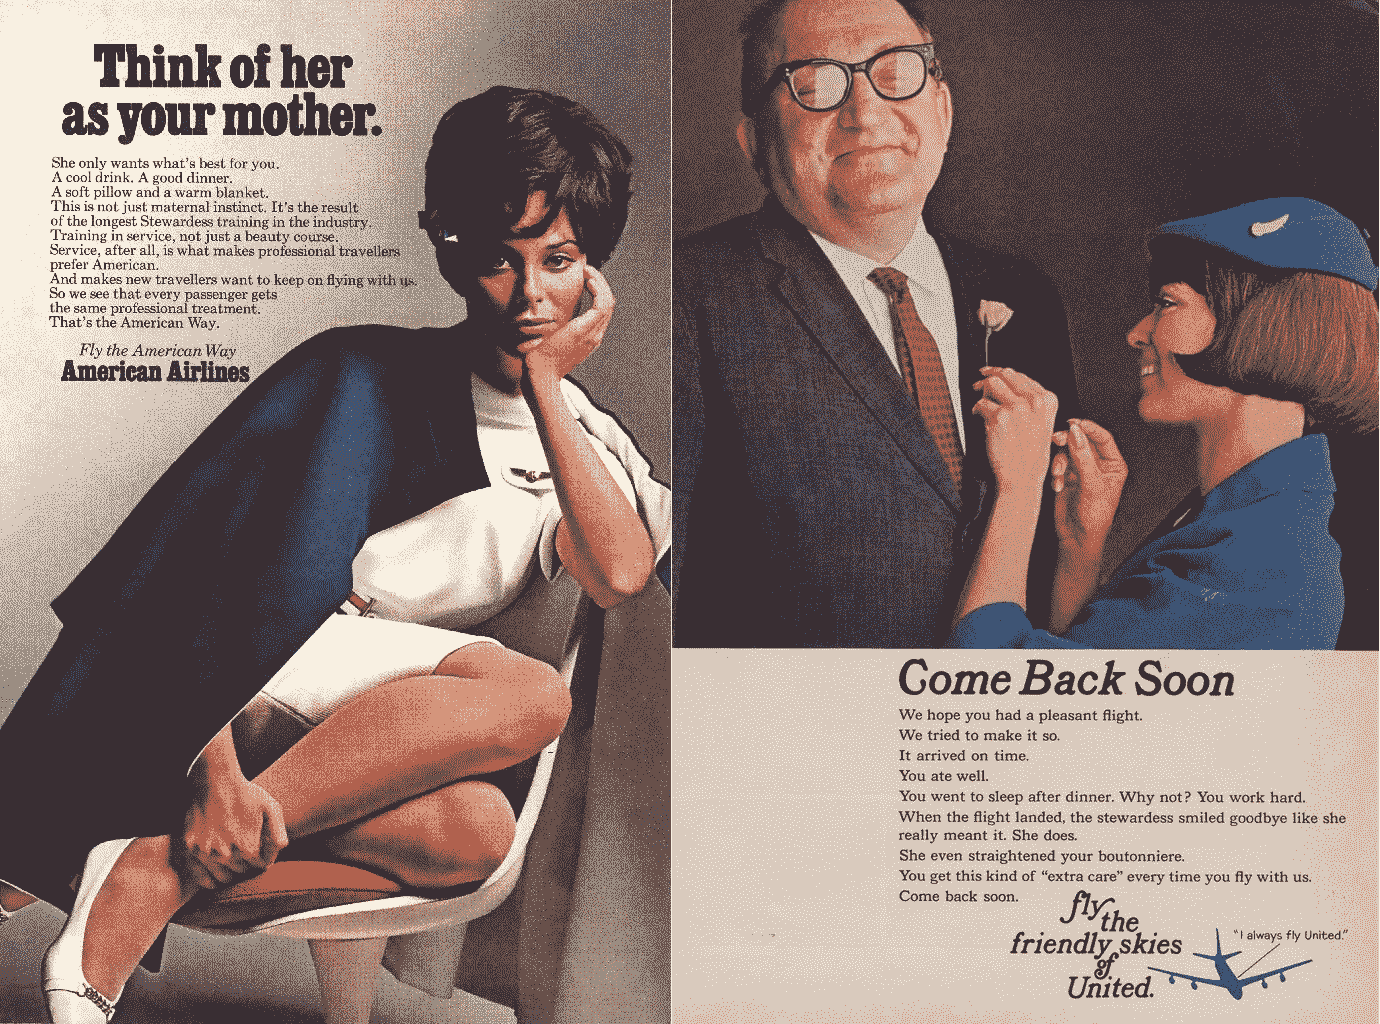 Think of her
as your mother.
She only wants what's best for you.
A cool drink. A good dinner.
A soft pillow and a warm blanket.
This is not just maternal instinct. It's the result
of the longest Stewardess training in the industry.
Training in service, not just a beauty course.
Service, after all, is what makes professional travellers
prefer American.
And makes new travellers want to keep on flying with us.
So we see that every passenger gets
the same professional treatment.
That's the American Way.
Fly the American Way
American Airlines
Come Back Soon
We hope you had a pleasant flight.
We tried to make it so.
It arrived on time.
You ate well.
You went to sleep after dinner. Why not? You work hard.
When the flight landed, the stewardess smiled goodbye like she
really meant it. She does.
She even straightened your boutonniere.
You get this kind of "extra care" every time you fly with us.
Come back soon.
fly
the
friendly skies
of
United.
"I always fly United."